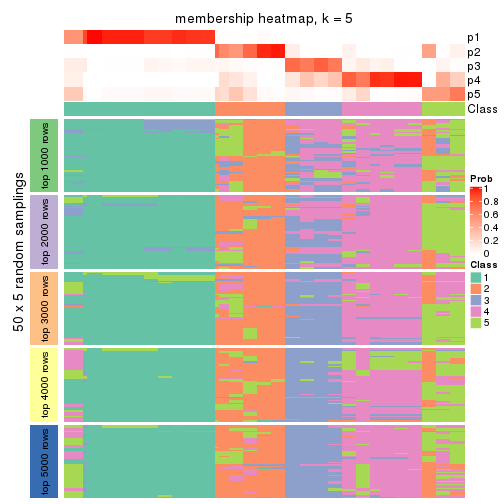 membership heatmap, k = 5
p1
p2
p3
p4
p5
Class
50 x 5 random samplings
top 1000 rows
top 2000 rows
top 3000 rows
top 4000 rows
top 5000 rows
Prob
1
0.8
0.6
0.4
0.2
0
Class
1
2
3
4
5